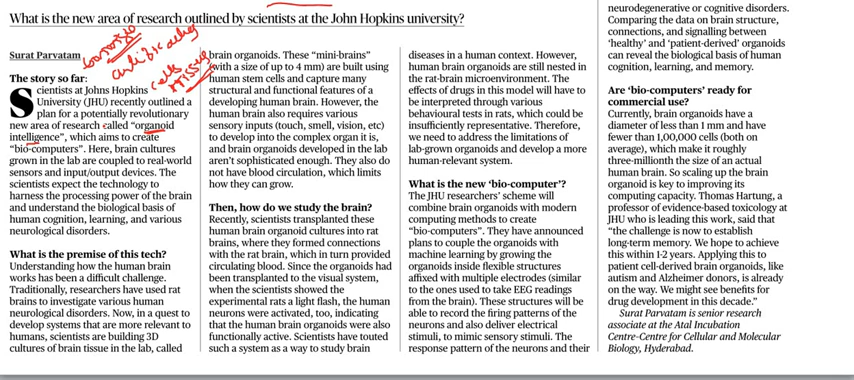 What is the new area of research outlined by scientists at the John Hopkins university?
Surat Parvatam
The story so far:
Scientists at Johns Hopkins
University (JHU) recently outlined a
plan for a potentially revolutionary
new area of research called “organoid
intelligence”, which aims to create
“bio-computers”. Here, brain cultures
grown in the lab are coupled to real-world
sensors and input/output devices. The
scientists expect the technology to
harness the processing power of the brain
and understand the biological basis of
human cognition, learning, and various
neurological disorders.
What is the premise of this tech?
Understanding how the human brain
works has been a difficult challenge.
Traditionally, researchers have used rat
brains to investigate various human
neurological disorders. Now, in a quest to
develop systems that are more relevant to
humans, scientists are building 3D
cultures of brain tissue in the lab, called
brain organoids. These “mini-brains”
(with a size of up to 4 mm) are built using
human stem cells and capture many
structural and functional features of a
developing human brain. However, the
human brain also requires various
sensory inputs (touch, smell, vision, etc)
to develop into the complex organ it is,
and brain organoids developed in the lab
aren’t sophisticated enough. They also do
not have blood circulation, which limits
how they can grow.
Then, how do we study the brain?
Recently, scientists transplanted these
human brain organoid cultures into rat
brains, where they formed connections
with the rat brain, which in turn provided
circulating blood. Since the organoids had
been transplanted to the visual system,
when the scientists showed the
experimental rats a light flash, the human
neurons were activated, too, indicating
that the human brain organoids were also
functionally active. Scientists have touted
such a system as a way to study brain
diseases in a human context. However,
human brain organoids are still nested in
the rat-brain microenvironment. The
effects of drugs in this model will have to
be interpreted through various
behavioural tests in rats, which could be
insufficiently representative. Therefore,
we need to address the limitations of
lab-grown organoids and develop a more
human-relevant system.
What is the new ‘bio-computer’?
The JHU researchers’ scheme will
combine brain organoids with modern
computing methods to create
“bio-computers”. They have announced
plans to couple the organoids with
machine learning by growing the
organoids inside flexible structures
affixed with multiple electrodes (similar
to the ones used to take EEG readings
from the brain). These structures will be
able to record the firing patterns of the
neurons and also deliver electrical
stimuli, to mimic sensory stimuli. The
response pattern of the neurons and their
neurodegenerative or cognitive disorders.
Comparing the data on brain structure,
connections, and signalling between
‘healthy’ and ‘patient-derived’ organoids
can reveal the biological basis of human
cognition, learning, and memory.
Are ‘bio-computers’ ready for
commercial use?
Currently, brain organoids have a
diameter of less than 1 mm and have
fewer than 1,00,000 cells (both on
average), which make it roughly
three-millionth the size of an actual
human brain. So scaling up the brain
organoid is key to improving its
computing capacity. Thomas Hartung, a
professor of evidence-based toxicology at
JHU who is leading this work, said that
“the challenge is now to establish
long-term memory. We hope to achieve
this within 1-2 years. Applying this to
patient cell-derived brain organoids, like
autism and Alzheimer donors, is already
on the way. We might see benefits for
drug development in this decade.”
Surat Parvatam is senior research
associate at the Atal Incubation
Centre-Centre for Cellular and Molecular
Biology, Hyderabad.